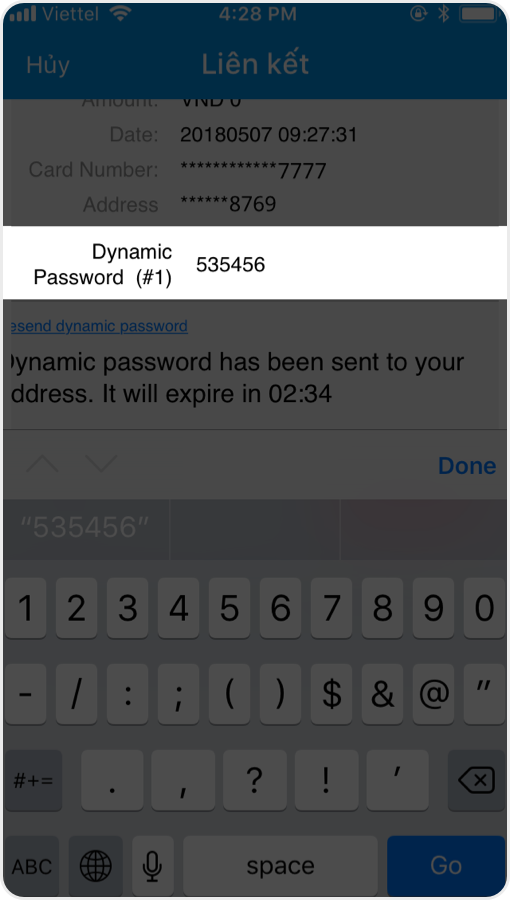 Viettel 4:28 PM
Hủy Liên kết
Amount: VND 0
Date: 20180507 09:27:31
Card Number: ************7777
Address ******8769
Dynamic
Password (#1) 535456
esend dynamic password
Dynamic password has been sent to your
ddress. It will expire in 02:34
Done
“535456”
1 2 3 4 5 6 7 8 9 0
- / : ; ( ) $ & @ "
#+= . , ? ! ′
ABC space Go